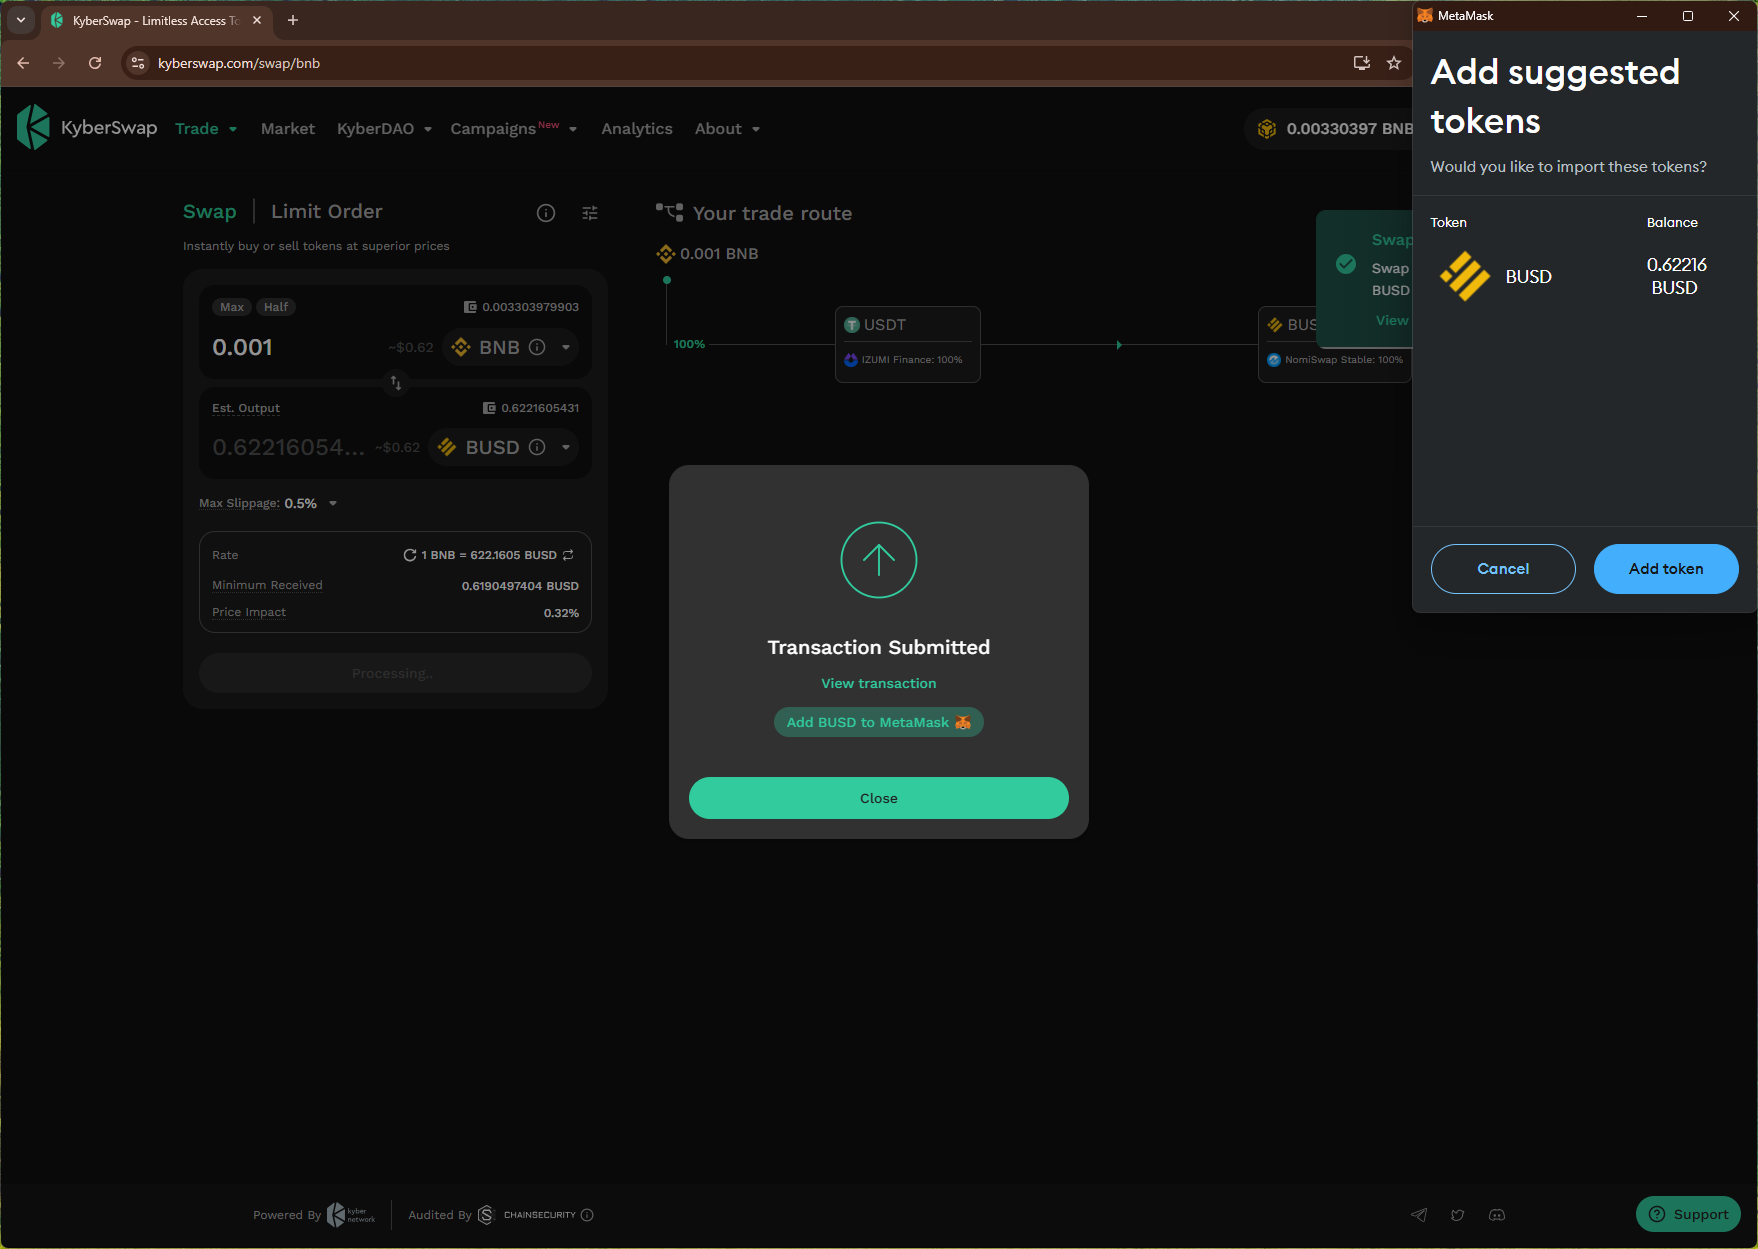 KyberSwap - Limitless Access To
kyberswap.com/swap/bnb
KyberSwap Trade Market KyberDAO Campaigns New Analytics About
0.00330397 BNB
Swap Limit Order
Instantly buy or sell tokens at superior prices
Max Half 0.003303979903
0.001 ~$0.62 BNB
Est. Output 0.6221605431
0.62216054... ~$0.62 BUSD
Max Slippage: 0.5%
Rate 1 BNB = 622.1605 BUSD
Minimum Received 0.6190497404 BUSD
Price Impact 0.32%
Processing..
Your trade route
0.001 BNB
100%
USDT
IZUMI Finance: 100%
BUS
NomiSwap Stable: 100%
Swap
Swap
BUSD
View
Transaction Submitted
View transaction
Add BUSD to MetaMask
Close
MetaMask
Add suggested
tokens
Would you like to import these tokens?
Token Balance
BUSD 0.62216
BUSD
Cancel Add token
Powered By kyber
network
Audited By CHAINSECURITY
Support